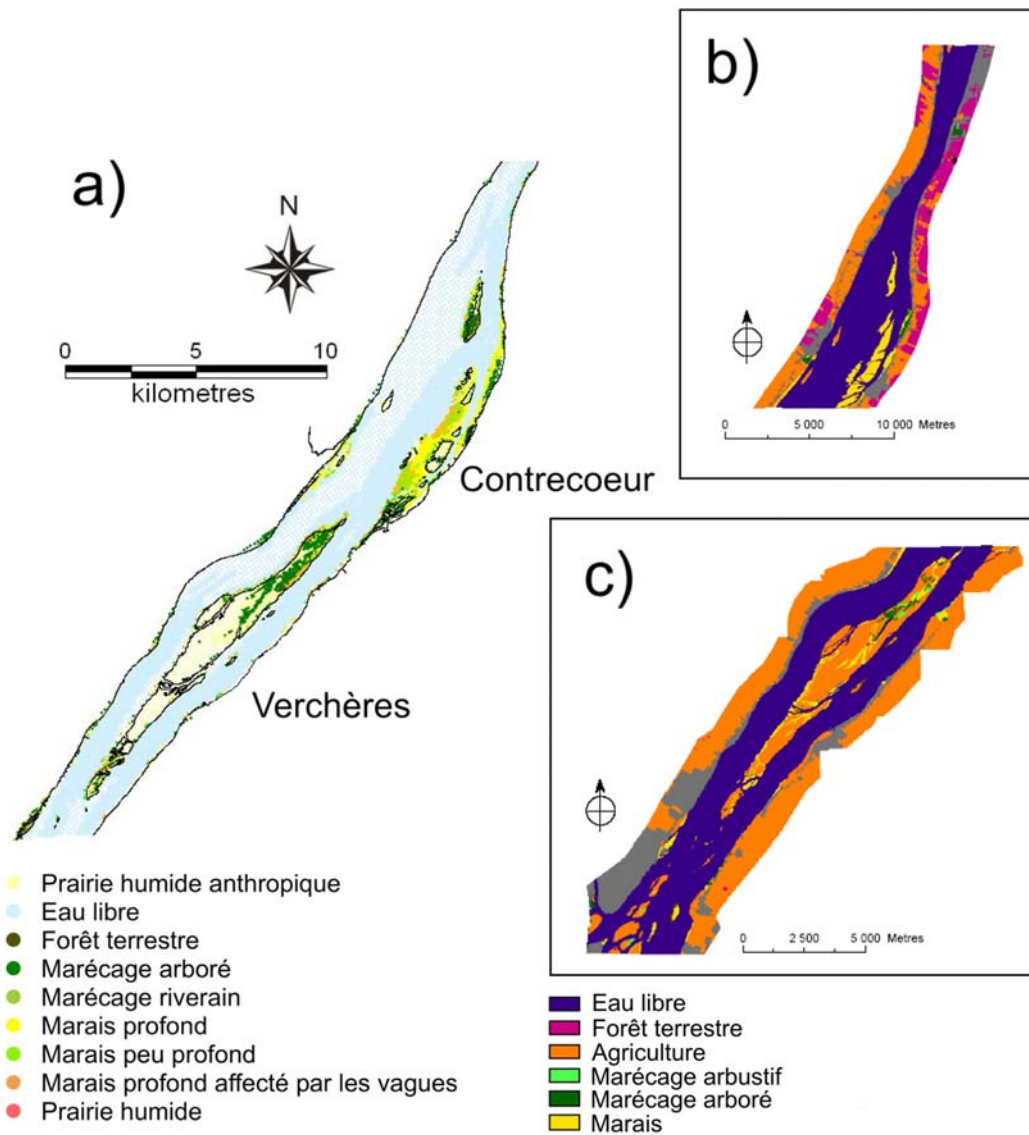 a)
N
0 5 10
kilometres
Contrecoeur
Verchères
b)
0 5 000 10 000 Metres
c)
0 2 500 5 000 Metres
Prairie humide anthropique
Eau libre
Forêt terrestre
Marécage arboré
Marécage riverain
Marais profond
Marais peu profond
Marais profond affecté par les vagues
Prairie humide
Eau libre
Forêt terrestre
Agriculture
Marécage arbustif
Marécage arboré
Marais